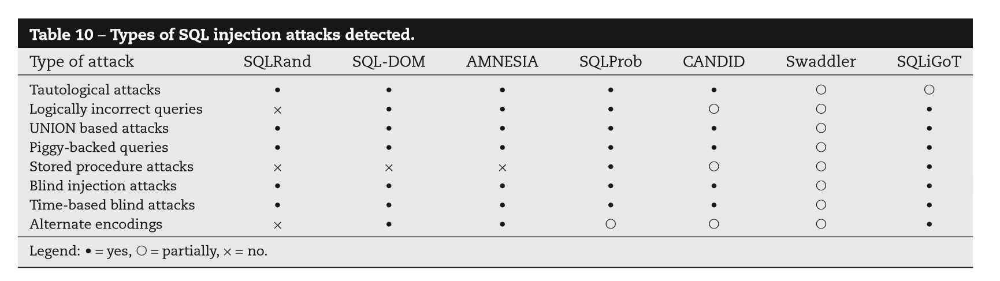 Table 10 – Types of SQL injection attacks detected.
Type of attack SQLRand SQL-DOM AMNESIA SQLProb CANDID Swaddler SQLiGoT
Tautological attacks • • • • • ○ ○
Logically incorrect queries × • • • ○ ○ •
UNION based attacks • • • • • ○ •
Piggy-backed queries • • • • • ○ •
Stored procedure attacks × × × • ○ ○ •
Blind injection attacks • • • • • ○ •
Time-based blind attacks • • • • • ○ •
Alternate encodings × • • ○ ○ ○ •
Legend: • = yes, ○ = partially, × = no.